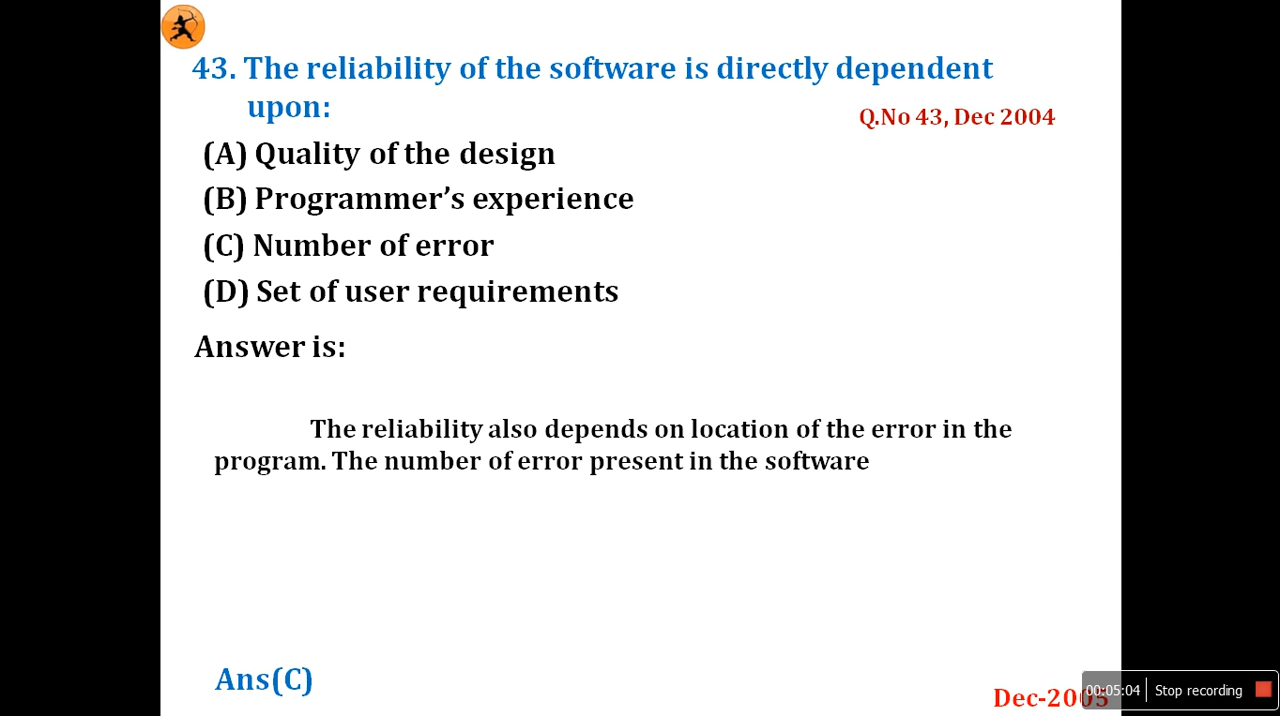 43. The reliability of the software is directly dependent
upon:
Q.No 43, Dec 2004
(A) Quality of the design
(B) Programmer’s experience
(C) Number of error
(D) Set of user requirements
Answer is:
The reliability also depends on location of the error in the
program. The number of error present in the software
Ans(C)
Dec-2005
00:05:04 Stop recording